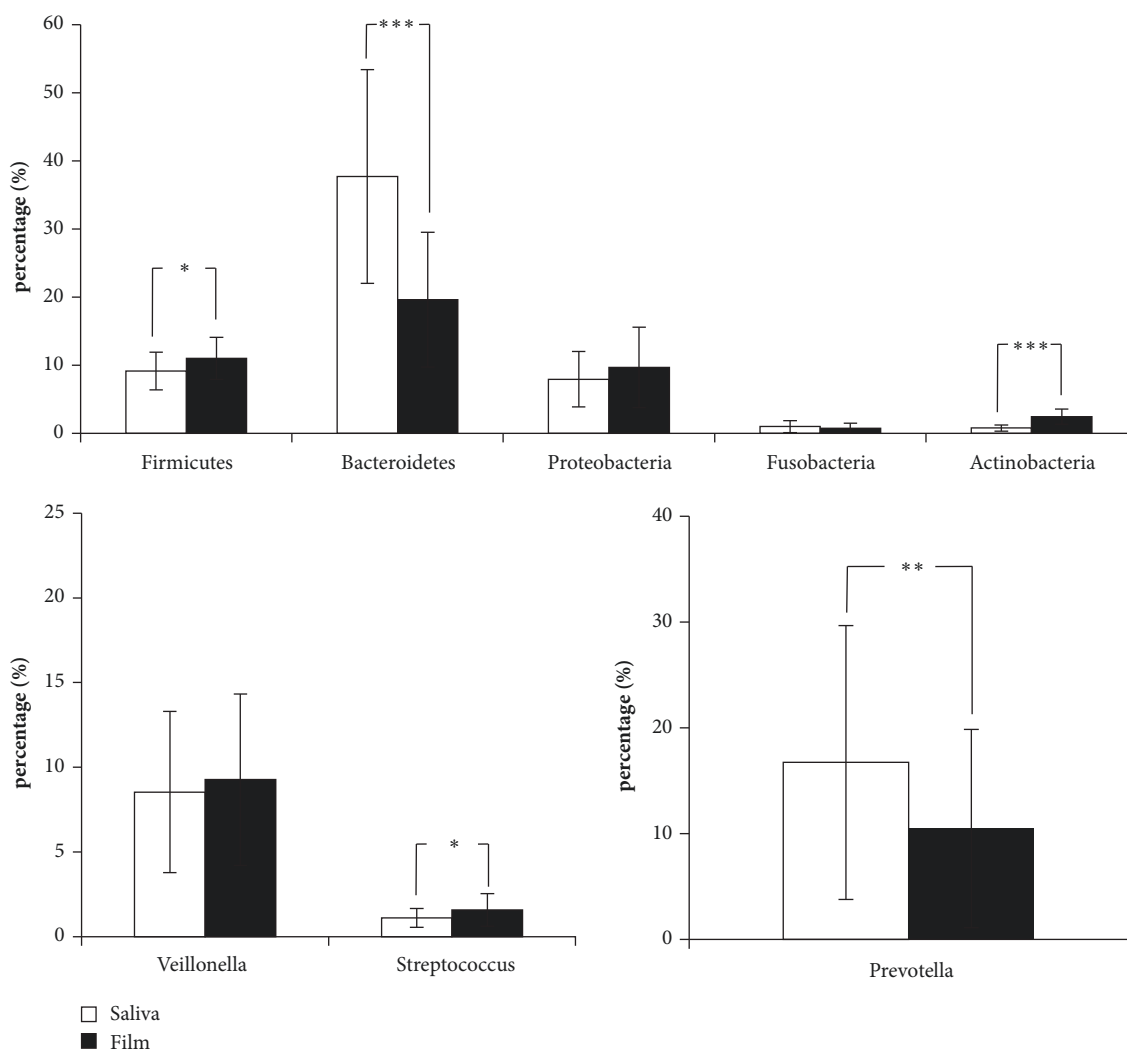 60
50
40
30
20
10
0
percentage (%)
***
*
***
Firmicutes Bacteroidetes Proteobacteria Fusobacteria Actinobacteria
25
20
15
10
5
0
percentage (%)
*
Veillonella Streptococcus
40
30
20
10
0
percentage (%)
**
Prevotella
Saliva
Film